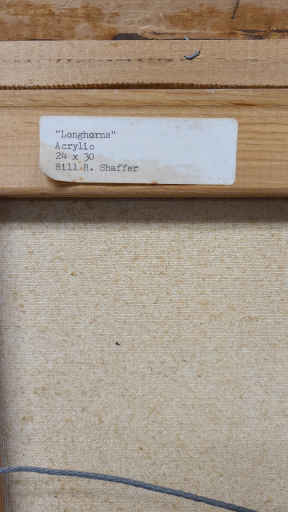 "Longhorns"
Acrylic
24 x 30
Bill R. Shaffer